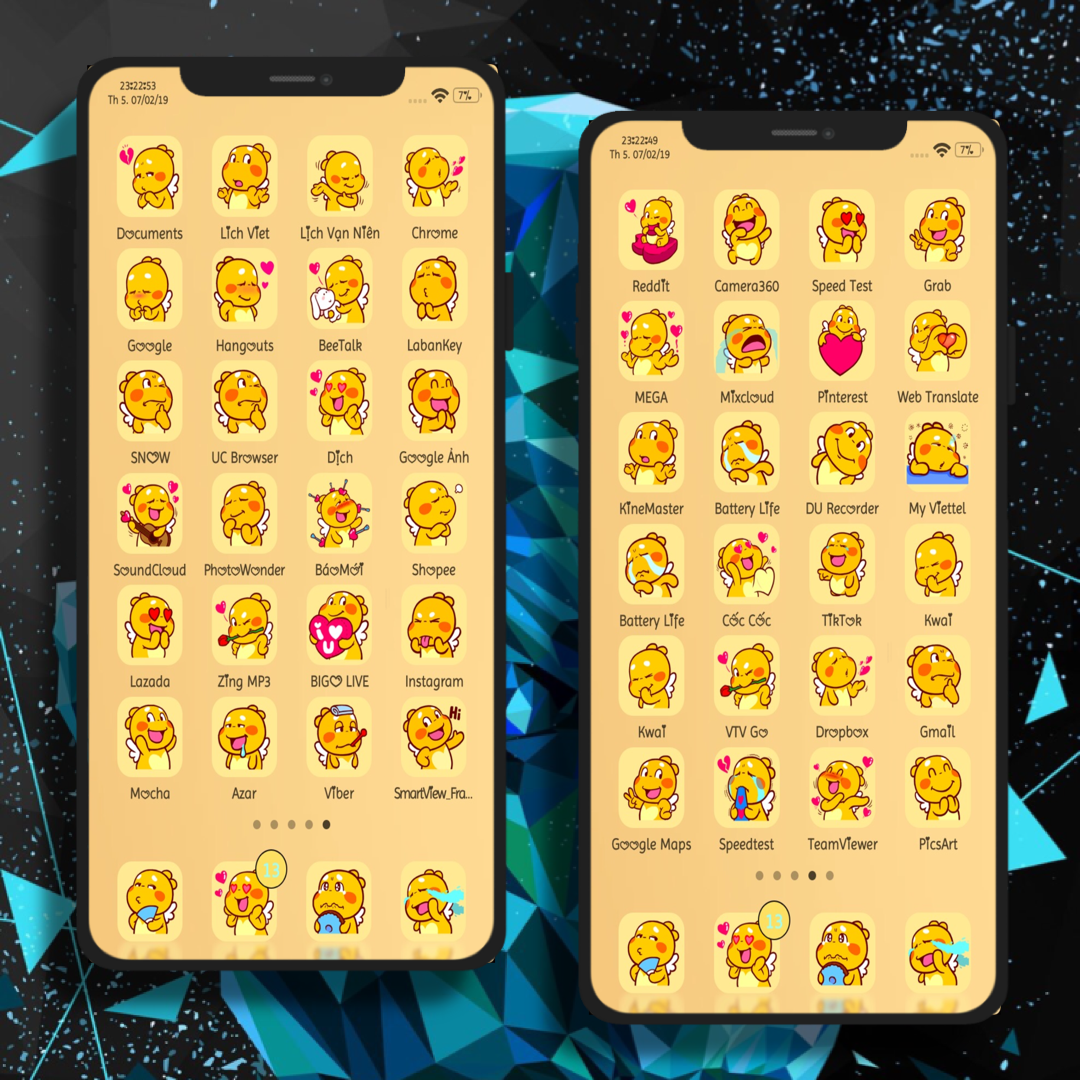 23:22:53
Th 5. 07/02/19
7%
Documents
Lịch Việt
Lịch Vạn Niên
Chrome
Google
Hangouts
BeeTalk
LabanKey
SNOW
UC Browser
Dịch
Google Ảnh
SoundCloud
PhotoWonder
BáoMới
Shopee
i
U
Hi
Lazada
Zing MP3
BIGO LIVE
Instagram
Mocha
Azar
Viber
SmartView_Fra...
13
23:22:49
Th 5. 07/02/19
7%
Reddit
Camera360
Speed Test
Grab
MEGA
Mixcloud
Pinterest
Web Translate
KineMaster
Battery Life
DU Recorder
My Viettel
Battery Life
Cốc Cốc
TikTok
Kwai
Kwai
VTV Go
Dropbox
Gmail
Google Maps
Speedtest
TeamViewer
PicsArt
13